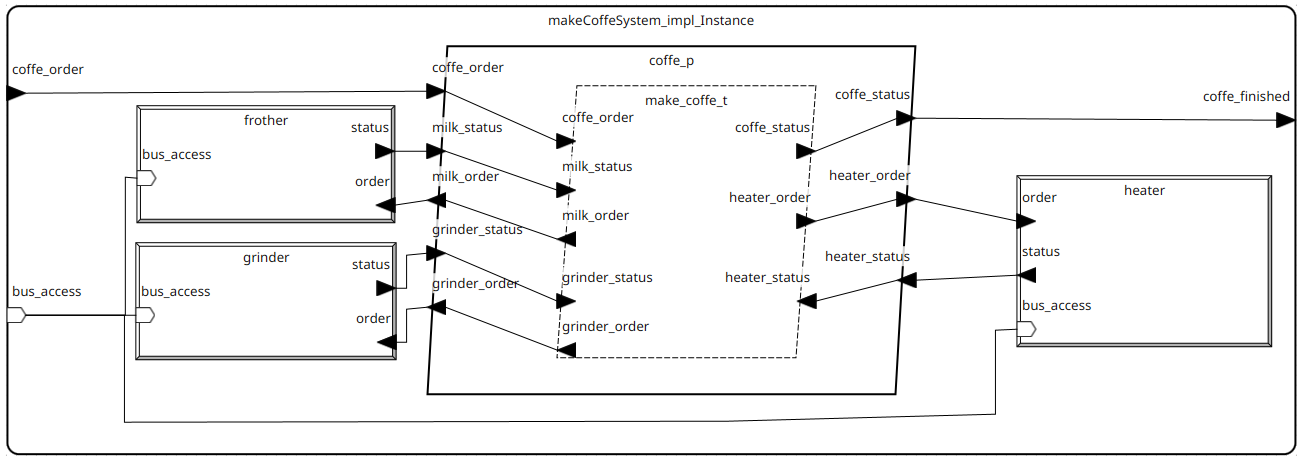 makeCoffeSystem_impl_Instance
coffe_order
coffe_order
coffe_p
coffe_status
coffe_finished
frother
status
bus_access
order
milk_status
milk_order
grinder_status
grinder_order
make_coffe_t
coffe_order
coffe_status
milk_status
heater_order
milk_order
grinder_status
heater_status
grinder_order
heater_order
heater_status
heater
order
status
bus_access
grinder
status
bus_access
order
bus_access